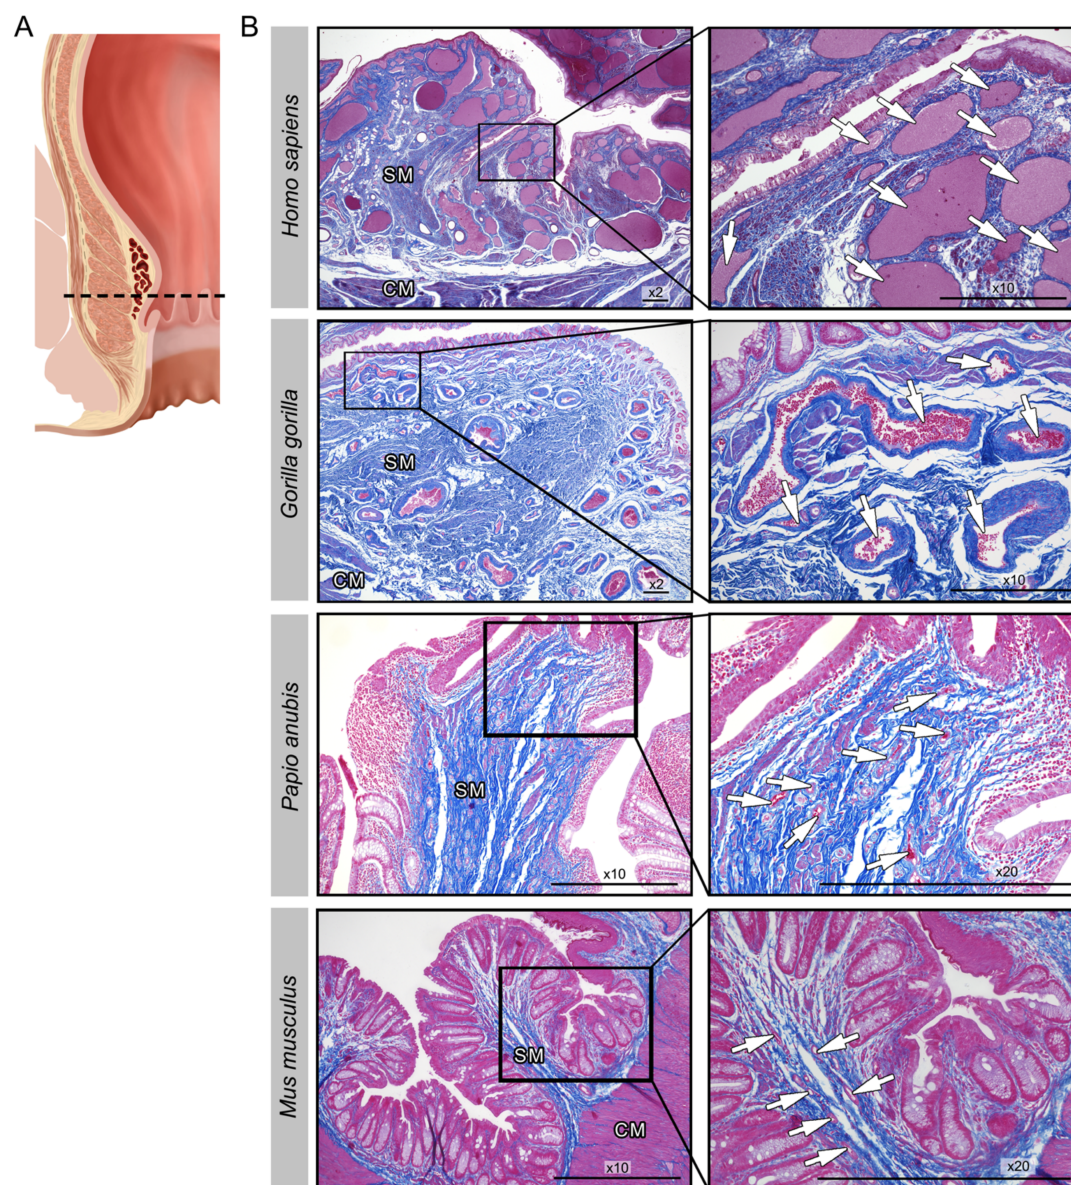 A
B
Homo sapiens
SM
CM
x2
x10
Gorilla gorilla
SM
CM
x2
x10
Papio anubis
SM
x10
x20
Mus musculus
SM
CM
x10
x20